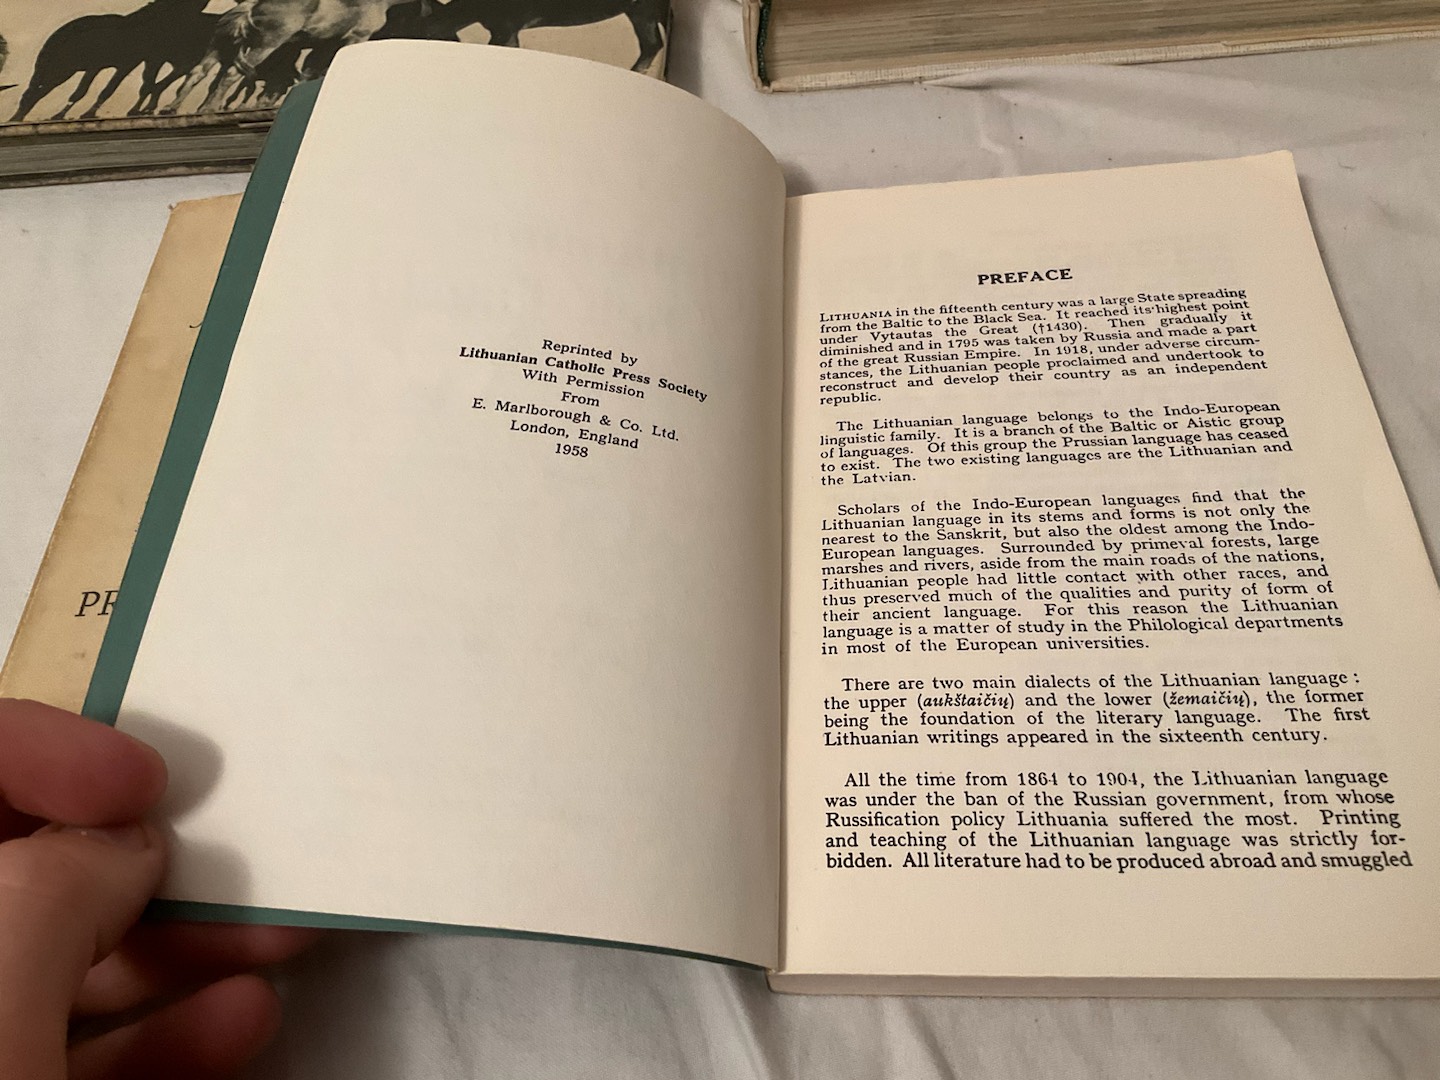 PR
Reprinted by
Lithuanian Catholic Press Society
With Permission
From
E. Marlborough & Co. Ltd.
London, England
1958
PREFACE
LITHUANIA in the fifteenth century was a large State spreading
from the Baltic to the Black Sea. It reached its highest point
under Vytautas the Great (†1430). Then gradually it
diminished and in 1795 was taken by Russia and made a part
of the great Russian Empire. In 1918, under adverse circum-
stances, the Lithuanian people proclaimed and undertook to
reconstruct and develop their country as an independent
republic.
The Lithuanian language belongs to the Indo-European
linguistic family. It is a branch of the Baltic or Aistic group
of languages. Of this group the Prussian language has ceased
to exist. The two existing languages are the Lithuanian and
the Latvian.
Scholars of the Indo-European languages find that the
Lithuanian language in its stems and forms is not only the
nearest to the Sanskrit, but also the oldest among the Indo-
European languages. Surrounded by primeval forests, large
marshes and rivers, aside from the main roads of the nations,
Lithuanian people had little contact with other races, and
thus preserved much of the qualities and purity of form of
their ancient language. For this reason the Lithuanian
language is a matter of study in the Philological departments
in most of the European universities.
There are two main dialects of the Lithuanian language :
the upper (aukštaičių) and the lower (žemaičių), the former
being the foundation of the literary language. The first
Lithuanian writings appeared in the sixteenth century.
All the time from 1864 to 1904, the Lithuanian language
was under the ban of the Russian government, from whose
Russification policy Lithuania suffered the most. Printing
and teaching of the Lithuanian language was strictly for-
bidden. All literature had to be produced abroad and smuggled